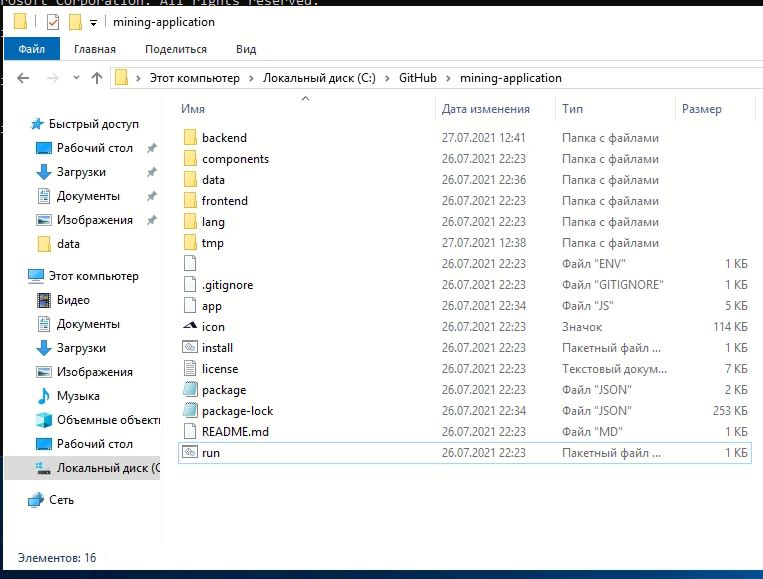 rosoft Corporation. All rights reserved.
mining-application
Файл Главная Поделиться Вид
Этот компьютер Локальный диск (C:) GitHub mining-application
Имя Дата изменения Тип Размер
Быстрый доступ
Рабочий стол
Загрузки
Документы
Изображения
data
Этот компьютер
Видео
Документы
Загрузки
Изображения
Музыка
Объемные объект
Рабочий стол
Локальный диск (C
Сеть
backend 27.07.2021 12:41 Папка с файлами
components 26.07.2021 22:23 Папка с файлами
data 26.07.2021 22:36 Папка с файлами
frontend 26.07.2021 22:23 Папка с файлами
lang 26.07.2021 22:23 Папка с файлами
tmp 27.07.2021 12:38 Папка с файлами
26.07.2021 22:23 Файл "ENV" 1 КБ
.gitignore 26.07.2021 22:23 Файл "GITIGNORE" 1 КБ
app 26.07.2021 22:34 Файл "JS" 5 КБ
icon 26.07.2021 22:23 Значок 114 КБ
install 26.07.2021 22:23 Пакетный файл ... 1 КБ
license 26.07.2021 22:23 Текстовый докум... 7 КБ
package 26.07.2021 22:23 Файл "JSON" 2 КБ
package-lock 26.07.2021 22:34 Файл "JSON" 253 КБ
README.md 26.07.2021 22:23 Файл "MD" 1 КБ
run 26.07.2021 22:23 Пакетный файл ... 1 КБ
Элементов: 16